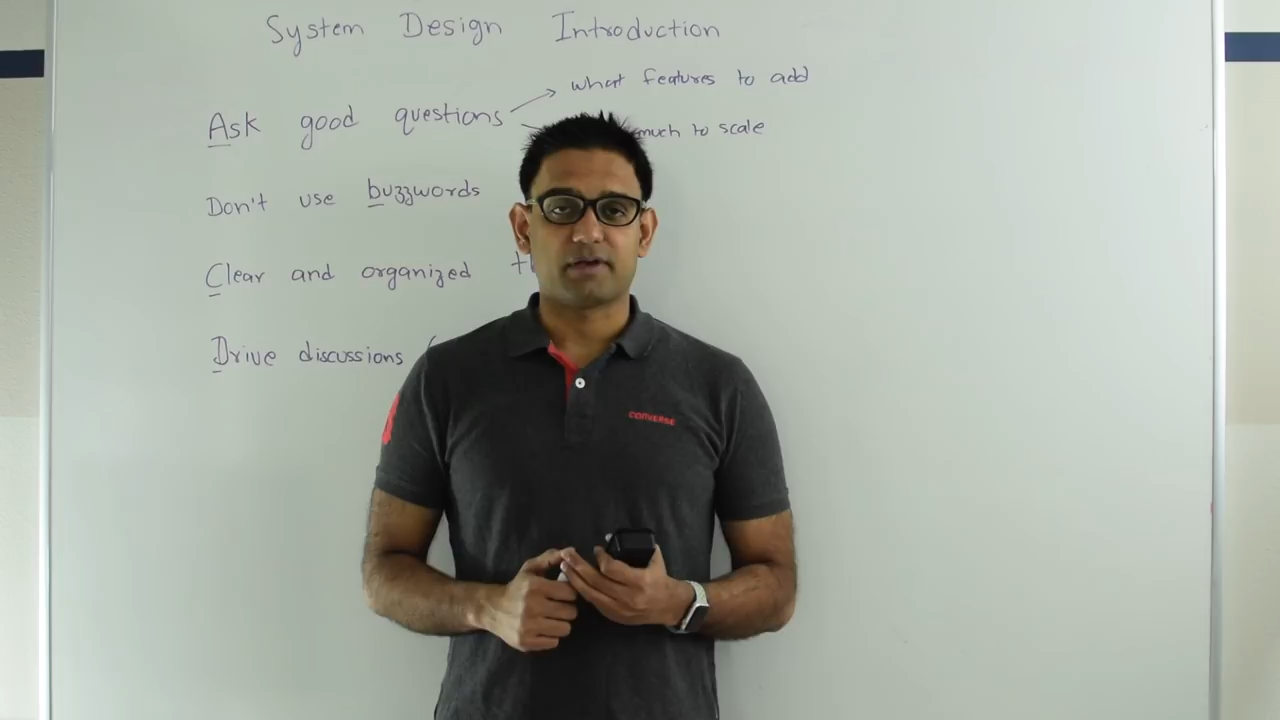 System Design Introduction
what features to add
Ask good questions
much to scale
Don't use buzzwords
Clear and organized
Drive discussions
CONVERSE